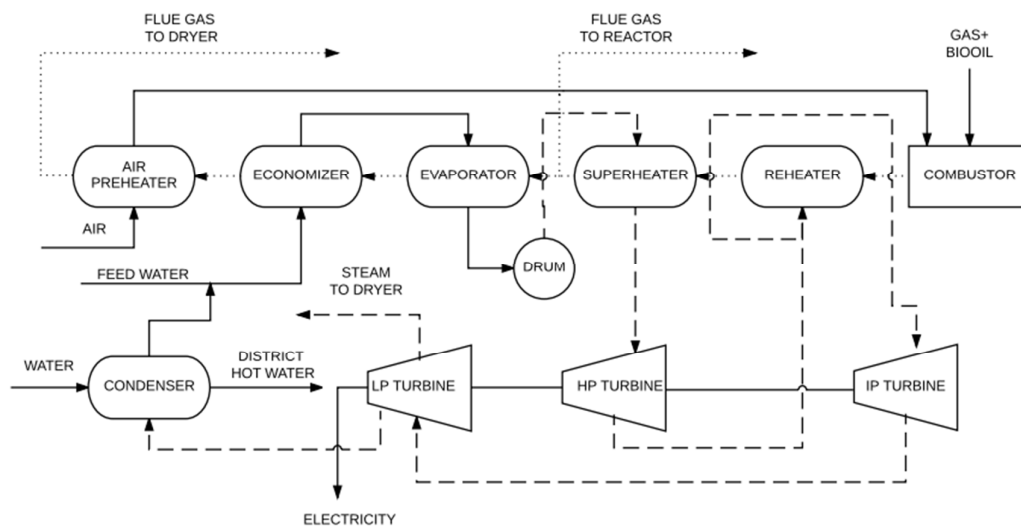 FLUE GAS
TO DRYER
FLUE GAS
TO REACTOR
GAS+
BIOOIL
AIR
PREHEATER
ECONOMIZER
EVAPORATOR
SUPERHEATER
REHEATER
COMBUSTOR
AIR
FEED WATER
DRUM
STEAM
TO DRYER
WATER
CONDENSER
DISTRICT
HOT WATER
LP TURBINE
HP TURBINE
IP TURBINE
ELECTRICITY